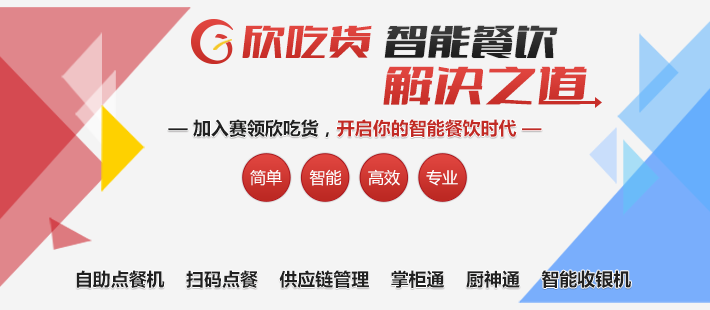 欣吃货 智能餐饮
解决之道
— 加入赛领欣吃货，开启你的智能餐饮时代 —
简单 智能 高效 专业
自助点餐机 扫码点餐 供应链管理 掌柜通 厨神通 智能收银机